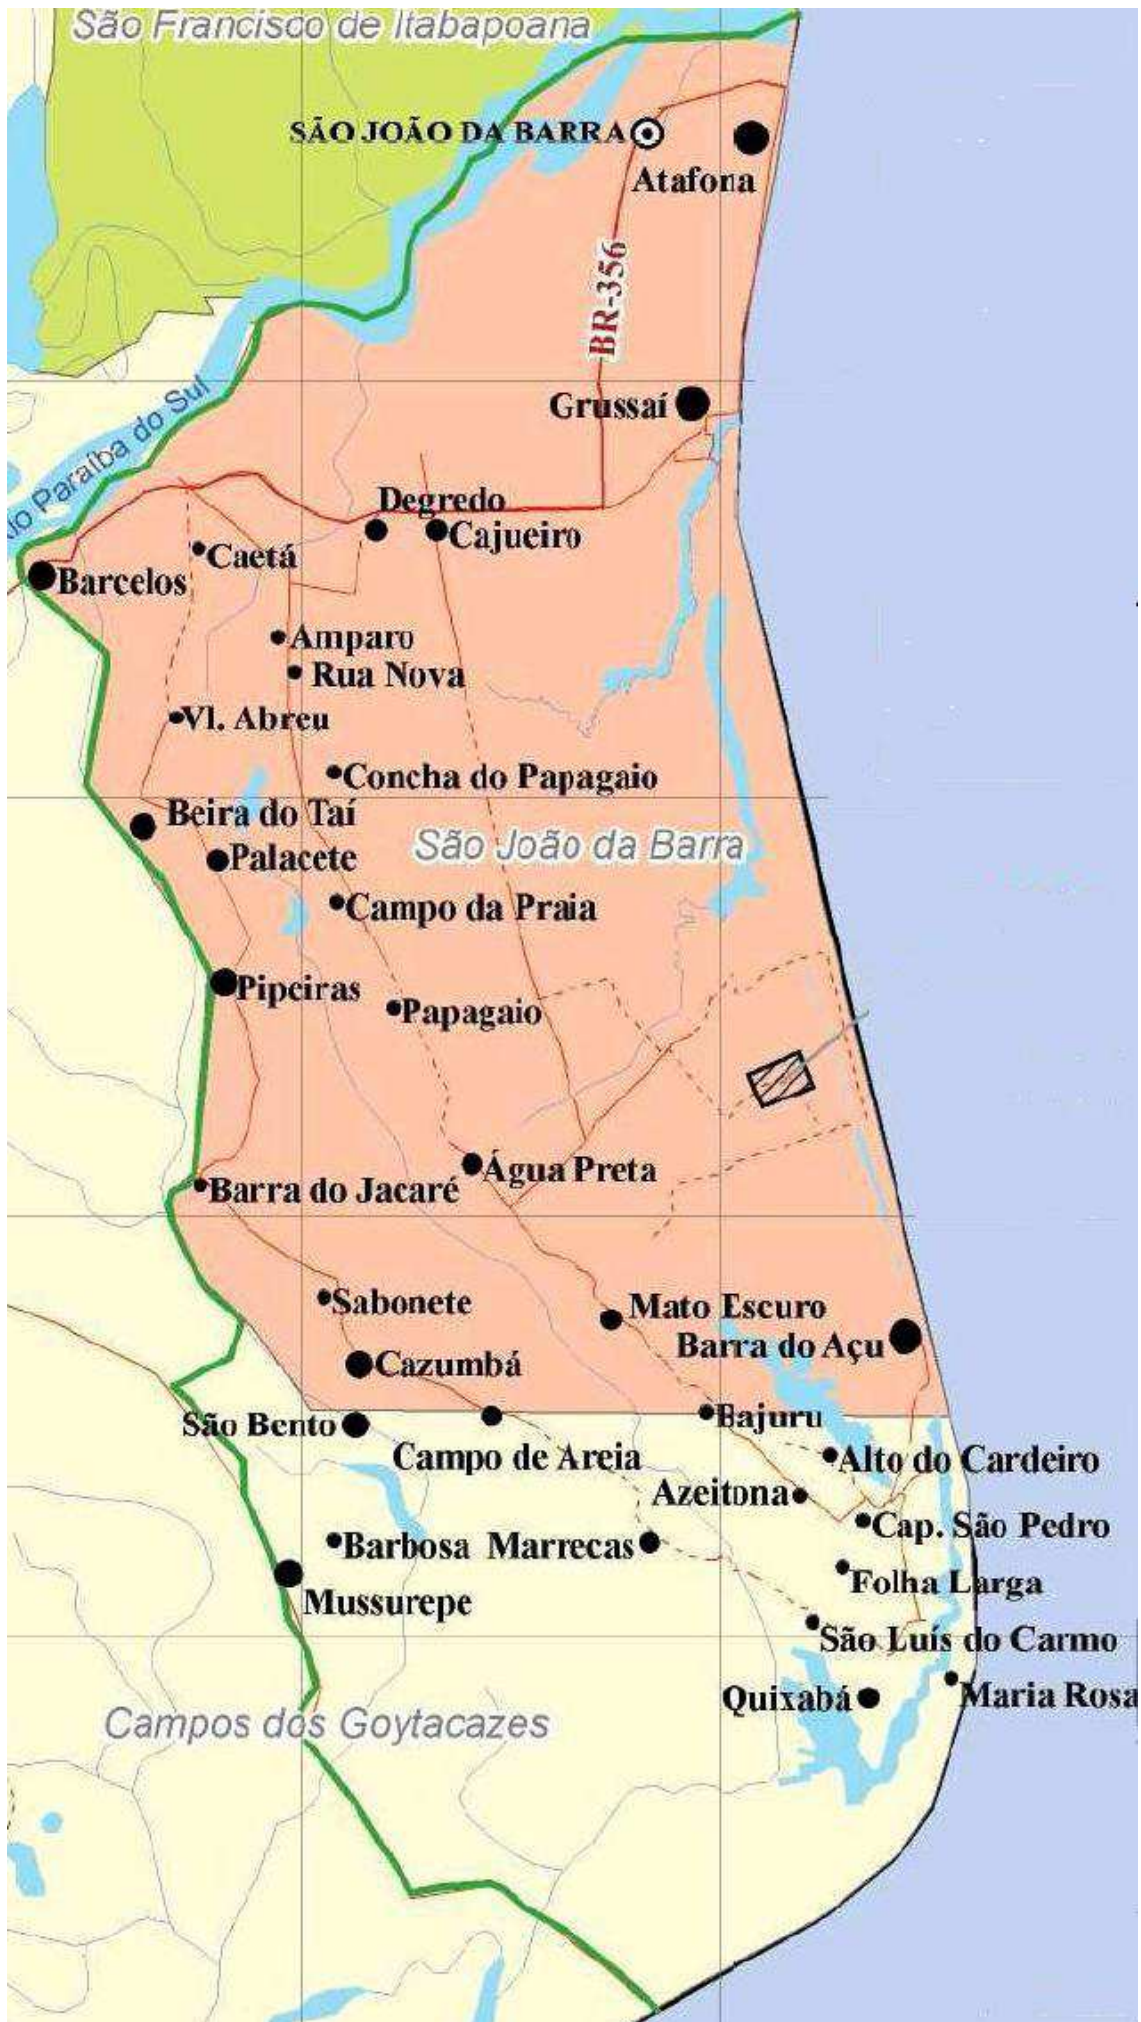 São Francisco de Itabapoana
SÃO JOÃO DA BARRA
Atafona
BR-356
Grussaí
Rio Paraíba do Sul
Degredo
Cajueiro
Caetá
Barcelos
Amparo
Rua Nova
Vl. Abreu
Concha do Papagaio
Beira do Taí
São João da Barra
Palacete
Campo da Praia
Pipeiras
Papagaio
Água Preta
Barra do Jacaré
Sabonete
Mato Escuro
Barra do Açu
Cazumbá
São Bento
Bajuru
Campo de Areia
Alto do Cardeiro
Azeitona
Cap. São Pedro
Barbosa
Marrecas
Folha Larga
Mussurepe
São Luís do Carmo
Quixabá
Maria Rosa
Campos dos Goytacazes